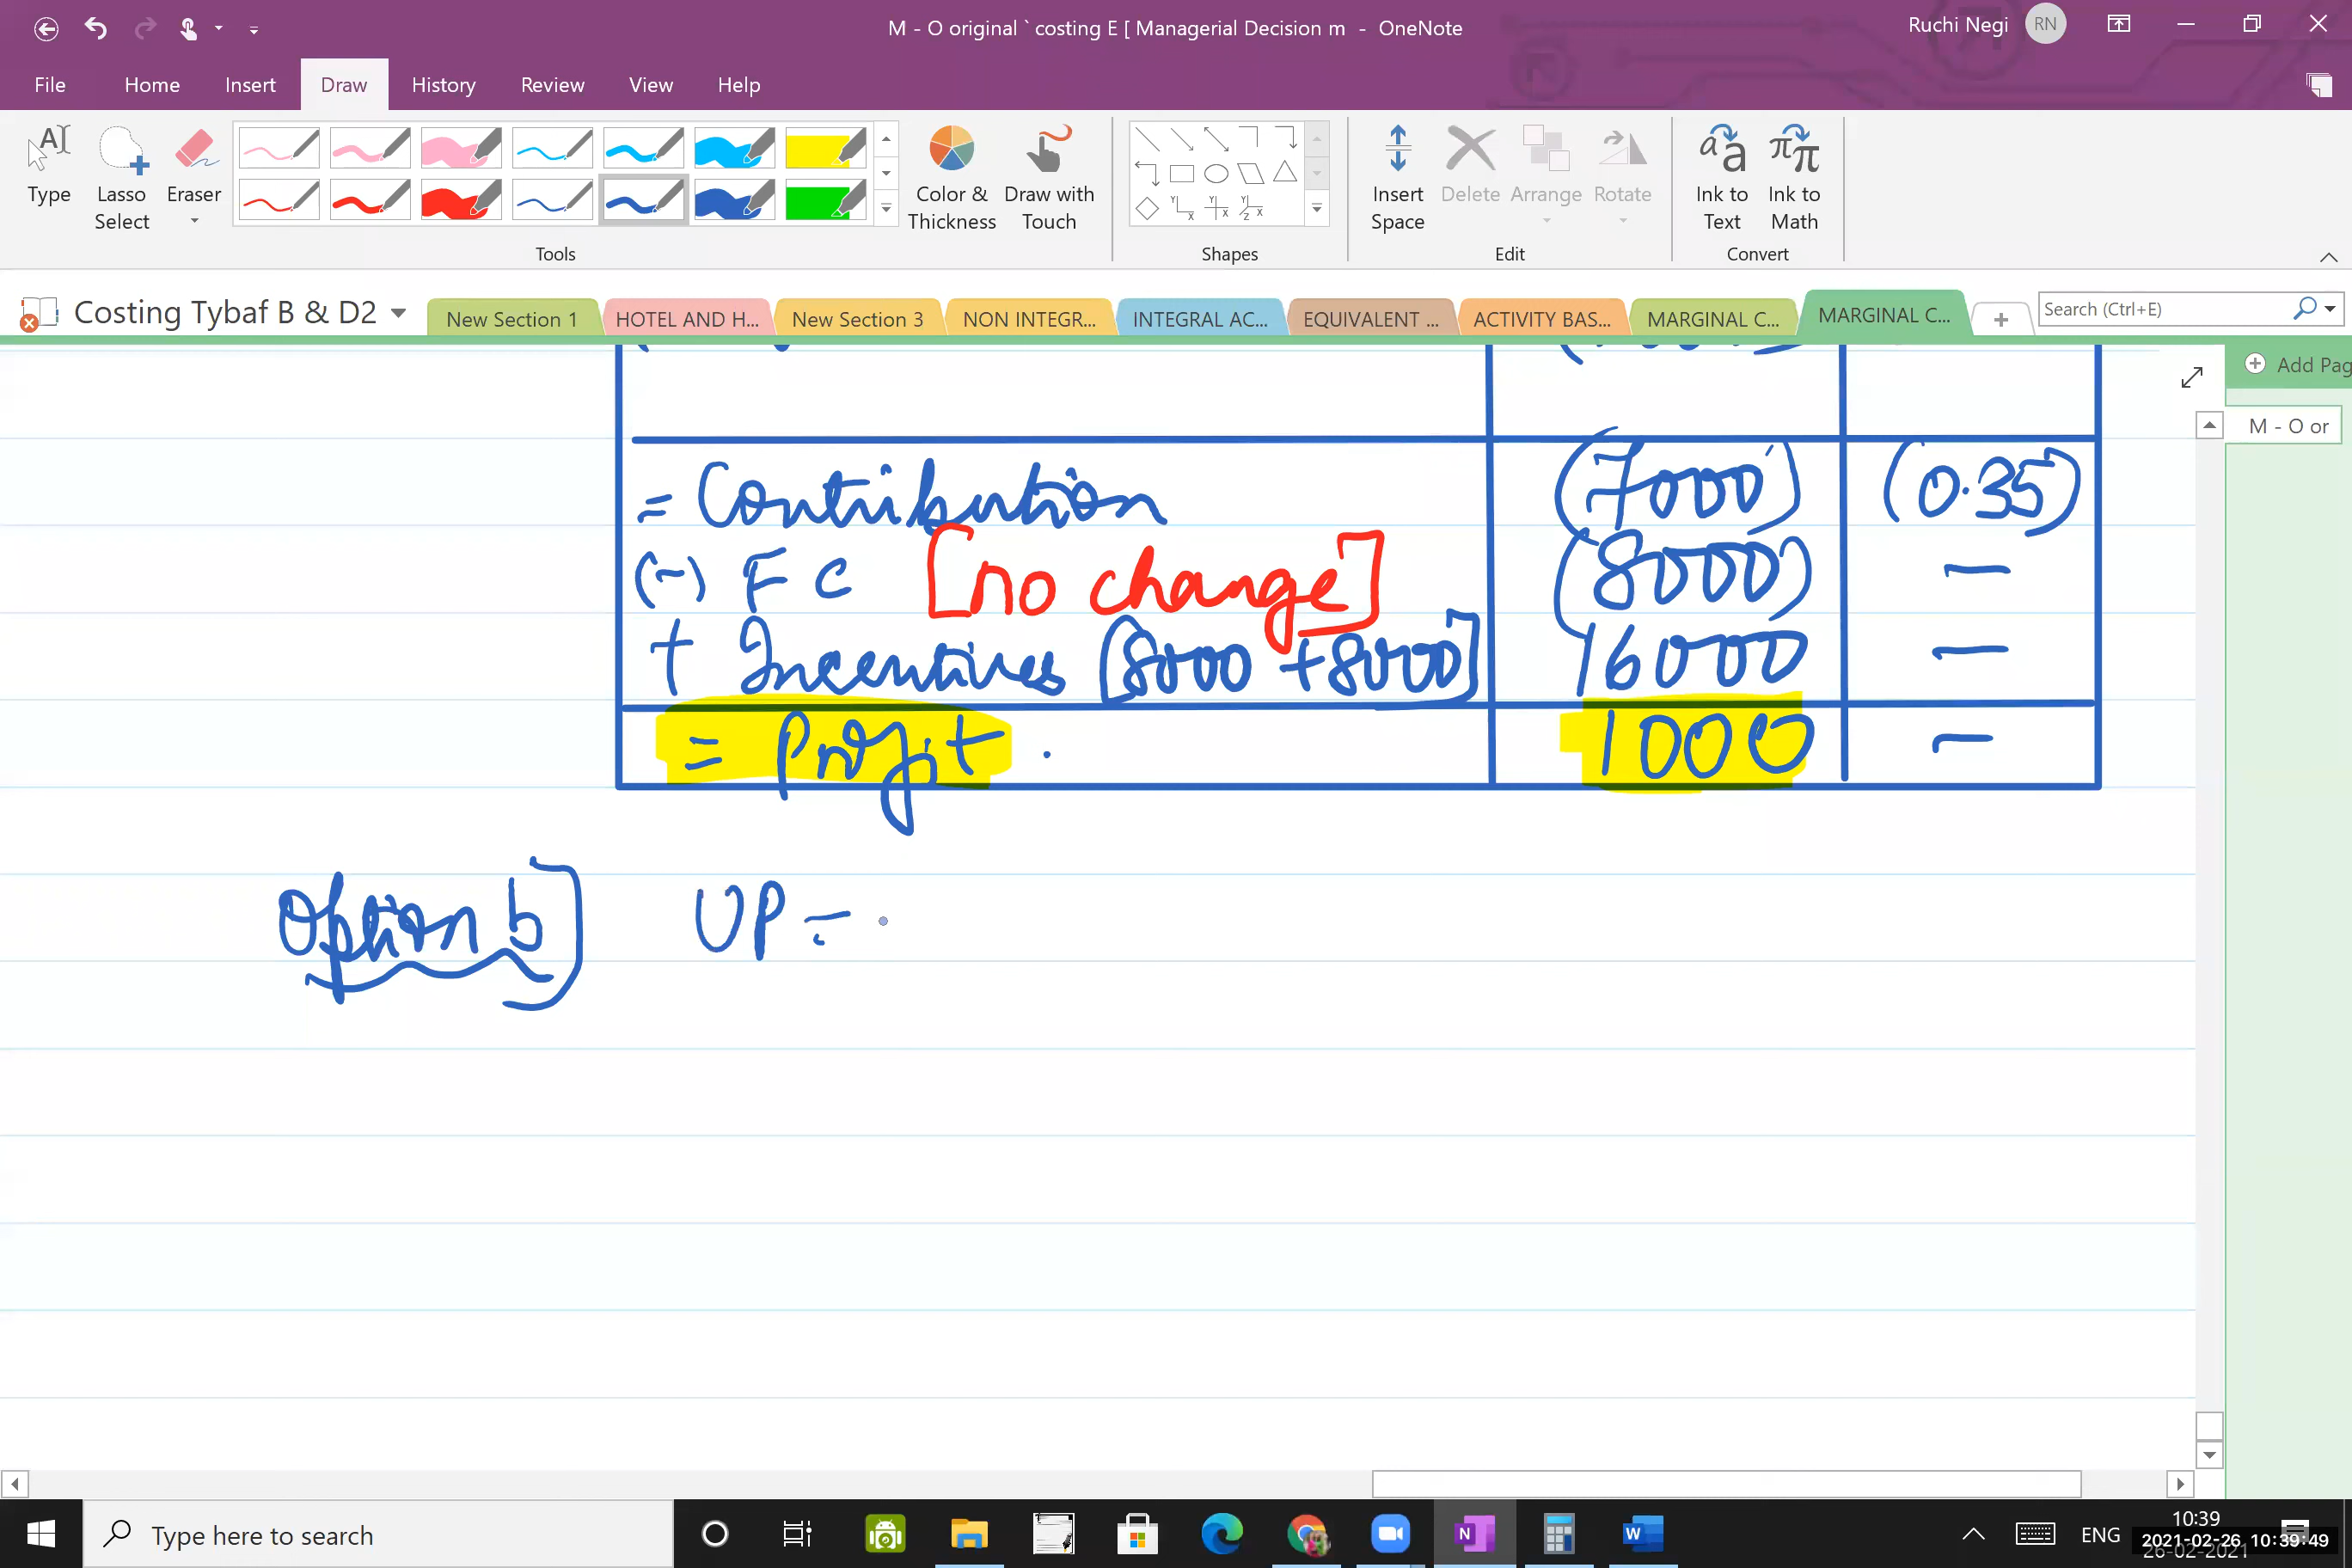 M - O original ` costing E [ Managerial Decision m - OneNote
Ruchi Negi RN
File Home Insert Draw History Review View Help
Type
Lasso Select
Eraser
Color & Thickness
Draw with Touch
Insert Space
Delete
Arrange
Rotate
Ink to Text
Ink to Math
Tools Shapes Edit Convert
Costing Tybaf B & D2
New Section 1 HOTEL AND H... New Section 3 NON INTEGR... INTEGRAL AC... EQUIVALENT ... ACTIVITY BAS... MARGINAL C... MARGINAL C... +
Search (Ctrl+E)
Add Pag
M - O or
= Contribution (7000) (0.35)
(-) F C [no change] (8000) -
+ Incentives [8000 + 8000] 16000 -
= Profit . 1000 -
Option b] UP =
Type here to search
ENG
10:39
26-02-2021
2021-02-26 10:39:49